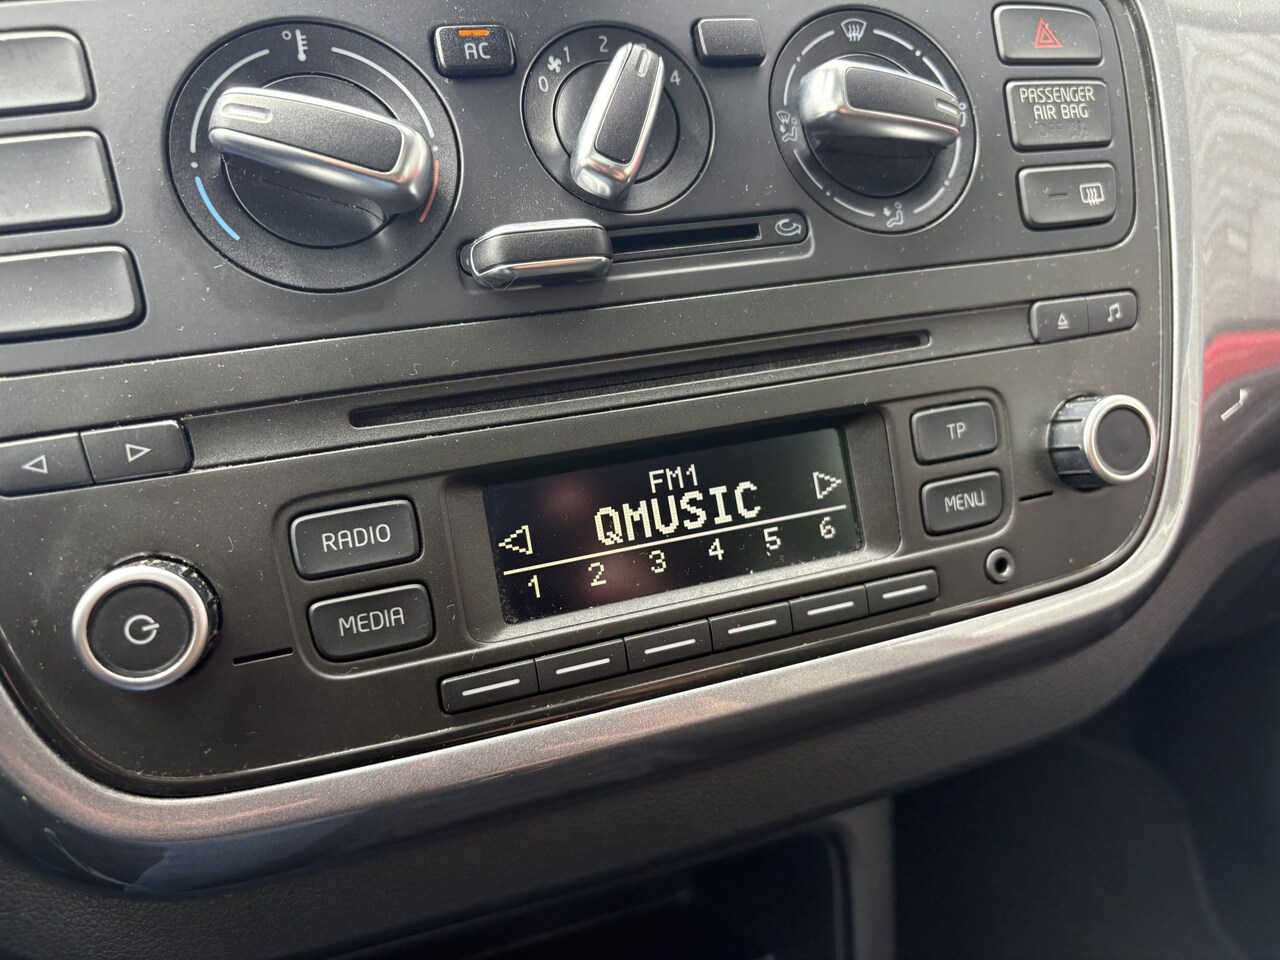 AC
0 1 2 4
PASSENGER
AIR BAG
TP
MENU
RADIO
MEDIA
FM1
QMUSIC
1 2 3 4 5 6